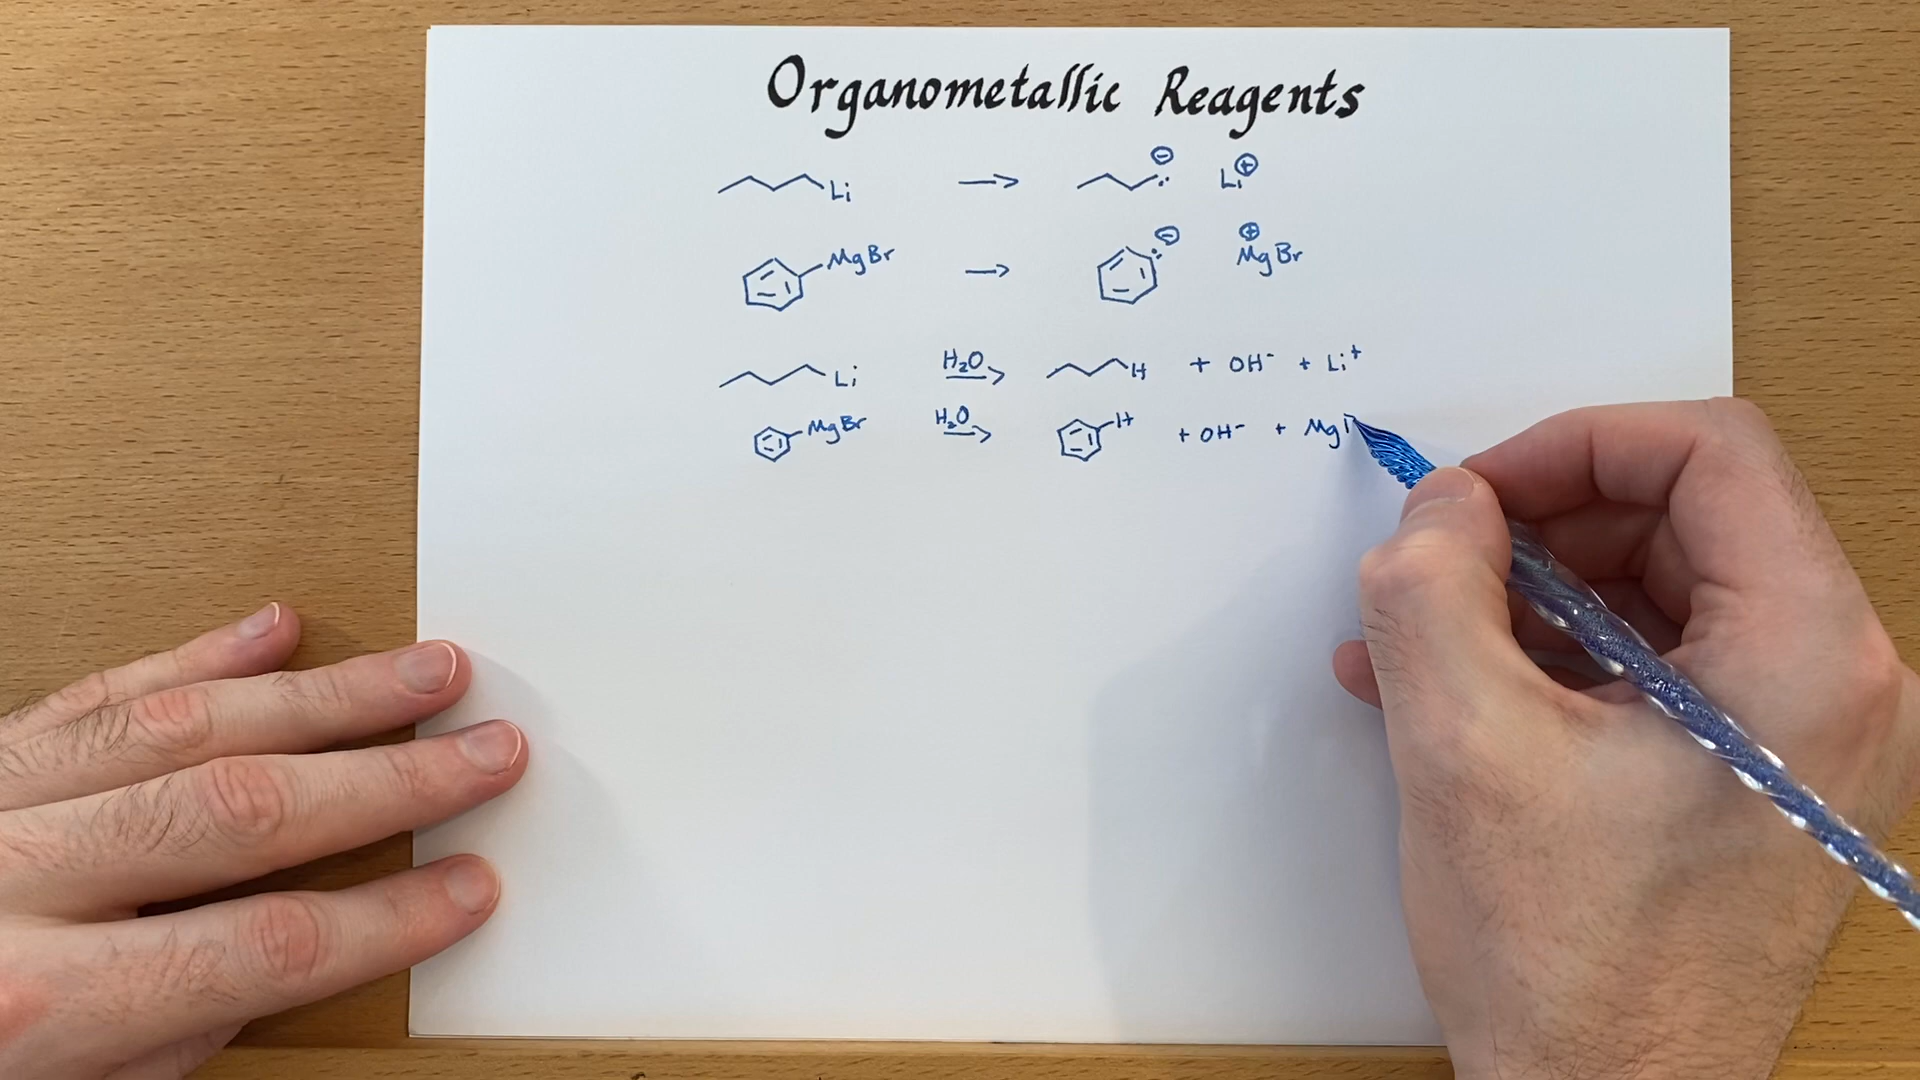 Organometallic Reagents
Li → ⊖ : Li⊕
MgBr → ⊖ : ⊕MgBr
Li H₂O → H + OH⁻ + Li⁺
MgBr H₂O → H + OH⁻ + Mg